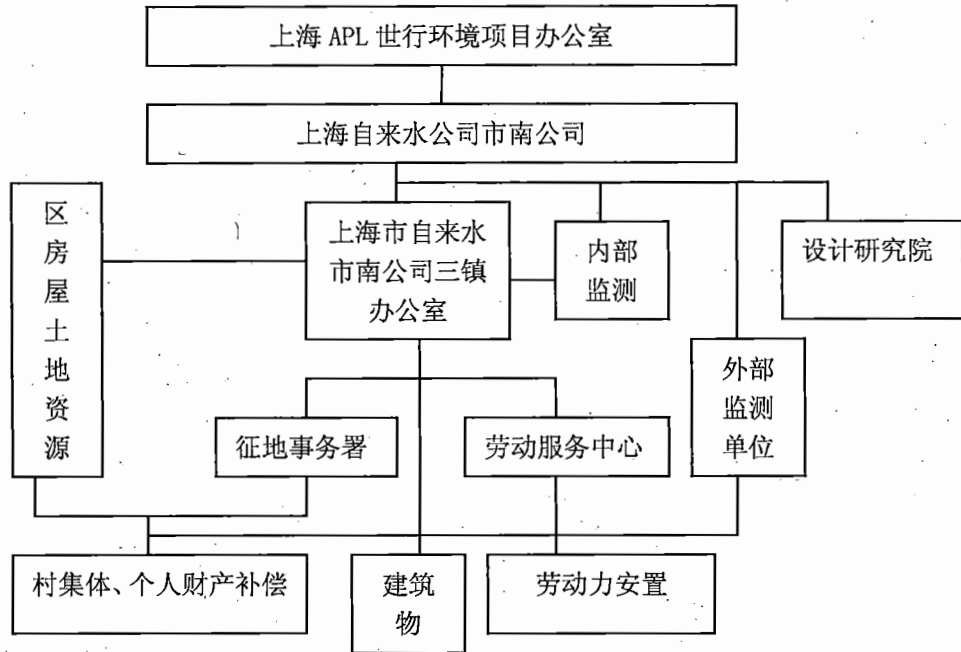 上海 APL 世行环境项目办公室
上海自来水公司市南公司
区
房
屋
土
地
资
源
上海市自来水
市南公司三镇
办公室
内部
监测
设计研究院
外部
监测
单位
征地事务署
劳动服务中心
村集体、个人财产补偿
建筑
物
劳动力安置